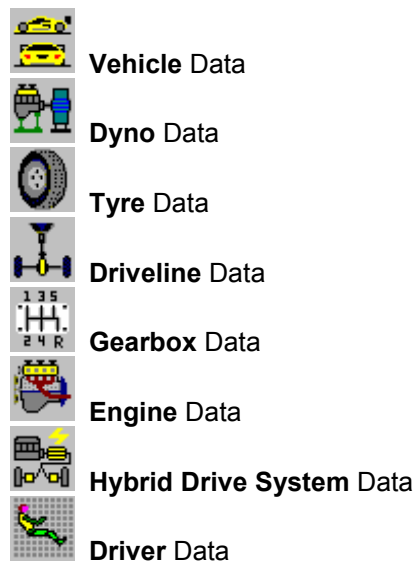 Vehicle Data
Dyno Data
Tyre Data
Driveline Data
1 3 5
2 4 R
Gearbox Data
Engine Data
Hybrid Drive System Data
Driver Data